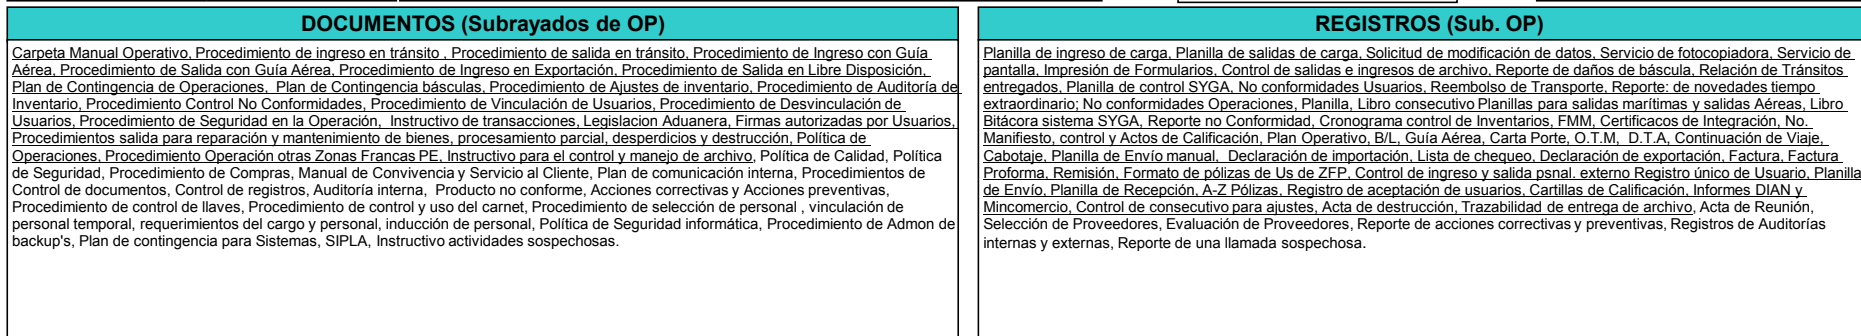 DOCUMENTOS (Subrayados de OP)
Carpeta Manual Operativo, Procedimiento de ingreso en tránsito , Procedimiento de salida en tránsito, Procedimiento de Ingreso con Guía
Aérea, Procedimiento de Salida con Guía Aérea, Procedimiento de Ingreso en Exportación, Procedimiento de Salida en Libre Disposición,
Plan de Contingencia de Operaciones,  Plan de Contingencia básculas, Procedimiento de Ajustes de inventario, Procedimiento de Auditoría de
Inventario, Procedimiento Control No Conformidades, Procedimiento de Vinculación de Usuarios, Procedimiento de Desvinculación de
Usuarios, Procedimiento de Seguridad en la Operación,  Instructivo de transacciones, Legislacion Aduanera, Firmas autorizadas por Usuarios,
Procedimientos salida para reparación y mantenimiento de bienes, procesamiento parcial, desperdicios y destrucción, Política de
Operaciones, Procedimiento Operación otras Zonas Francas PE, Instructivo para el control y manejo de archivo, Política de Calidad, Política
de Seguridad, Procedimiento de Compras, Manual de Convivencia y Servicio al Cliente, Plan de comunicación interna, Procedimientos de
Control de documentos, Control de registros, Auditoría interna,  Producto no conforme, Acciones correctivas y Acciones preventivas,
Procedimiento de control de llaves, Procedimiento de control y uso del carnet, Procedimiento de selección de personal , vinculación de
personal temporal, requerimientos del cargo y personal, inducción de personal, Política de Seguridad informática, Procedimiento de Admon de
backup's, Plan de contingencia para Sistemas, SIPLA, Instructivo actividades sospechosas.
REGISTROS (Sub. OP)
Planilla de ingreso de carga, Planilla de salidas de carga, Solicitud de modificación de datos, Servicio de fotocopiadora, Servicio de
pantalla, Impresión de Formularios, Control de salidas e ingresos de archivo, Reporte de daños de báscula, Relación de Tránsitos
entregados, Planilla de control SYGA, No conformidades Usuarios, Reembolso de Transporte, Reporte: de novedades tiempo
extraordinario; No conformidades Operaciones, Planilla, Libro consecutivo Planillas para salidas marítimas y salidas Aéreas, Libro
Bitácora sistema SYGA, Reporte no Conformidad, Cronograma control de Inventarios, FMM, Certificacos de Integración, No.
Manifiesto, control y Actos de Calificación, Plan Operativo, B/L, Guía Aérea, Carta Porte, O.T.M,  D.T.A, Continuación de Viaje,
Cabotaje, Planilla de Envío manual,  Declaración de importación, Lista de chequeo, Declaración de exportación, Factura, Factura
Proforma, Remisión, Formato de pólizas de Us de ZFP, Control de ingreso y salida psnal. externo Registro único de Usuario, Planilla
de Envío, Planilla de Recepción, A-Z Pólizas, Registro de aceptación de usuarios, Cartillas de Calificación, Informes DIAN y
Mincomercio, Control de consecutivo para ajustes, Acta de destrucción, Trazabilidad de entrega de archivo, Acta de Reunión,
Selección de Proveedores, Evaluación de Proveedores, Reporte de acciones correctivas y preventivas, Registros de Auditorías
internas y externas, Reporte de una llamada sospechosa.